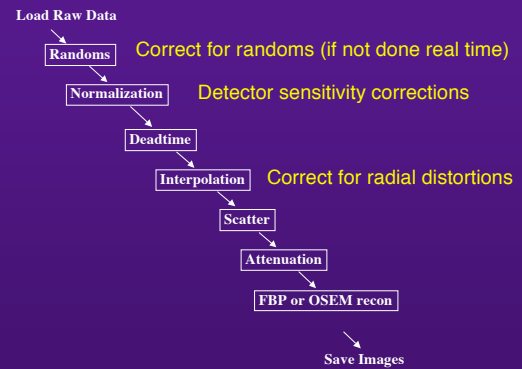 Load Raw Data
Randoms Correct for randoms (if not done real time)
Normalization Detector sensitivity corrections
Deadtime
Interpolation Correct for radial distortions
Scatter
Attenuation
FBP or OSEM recon
Save Images